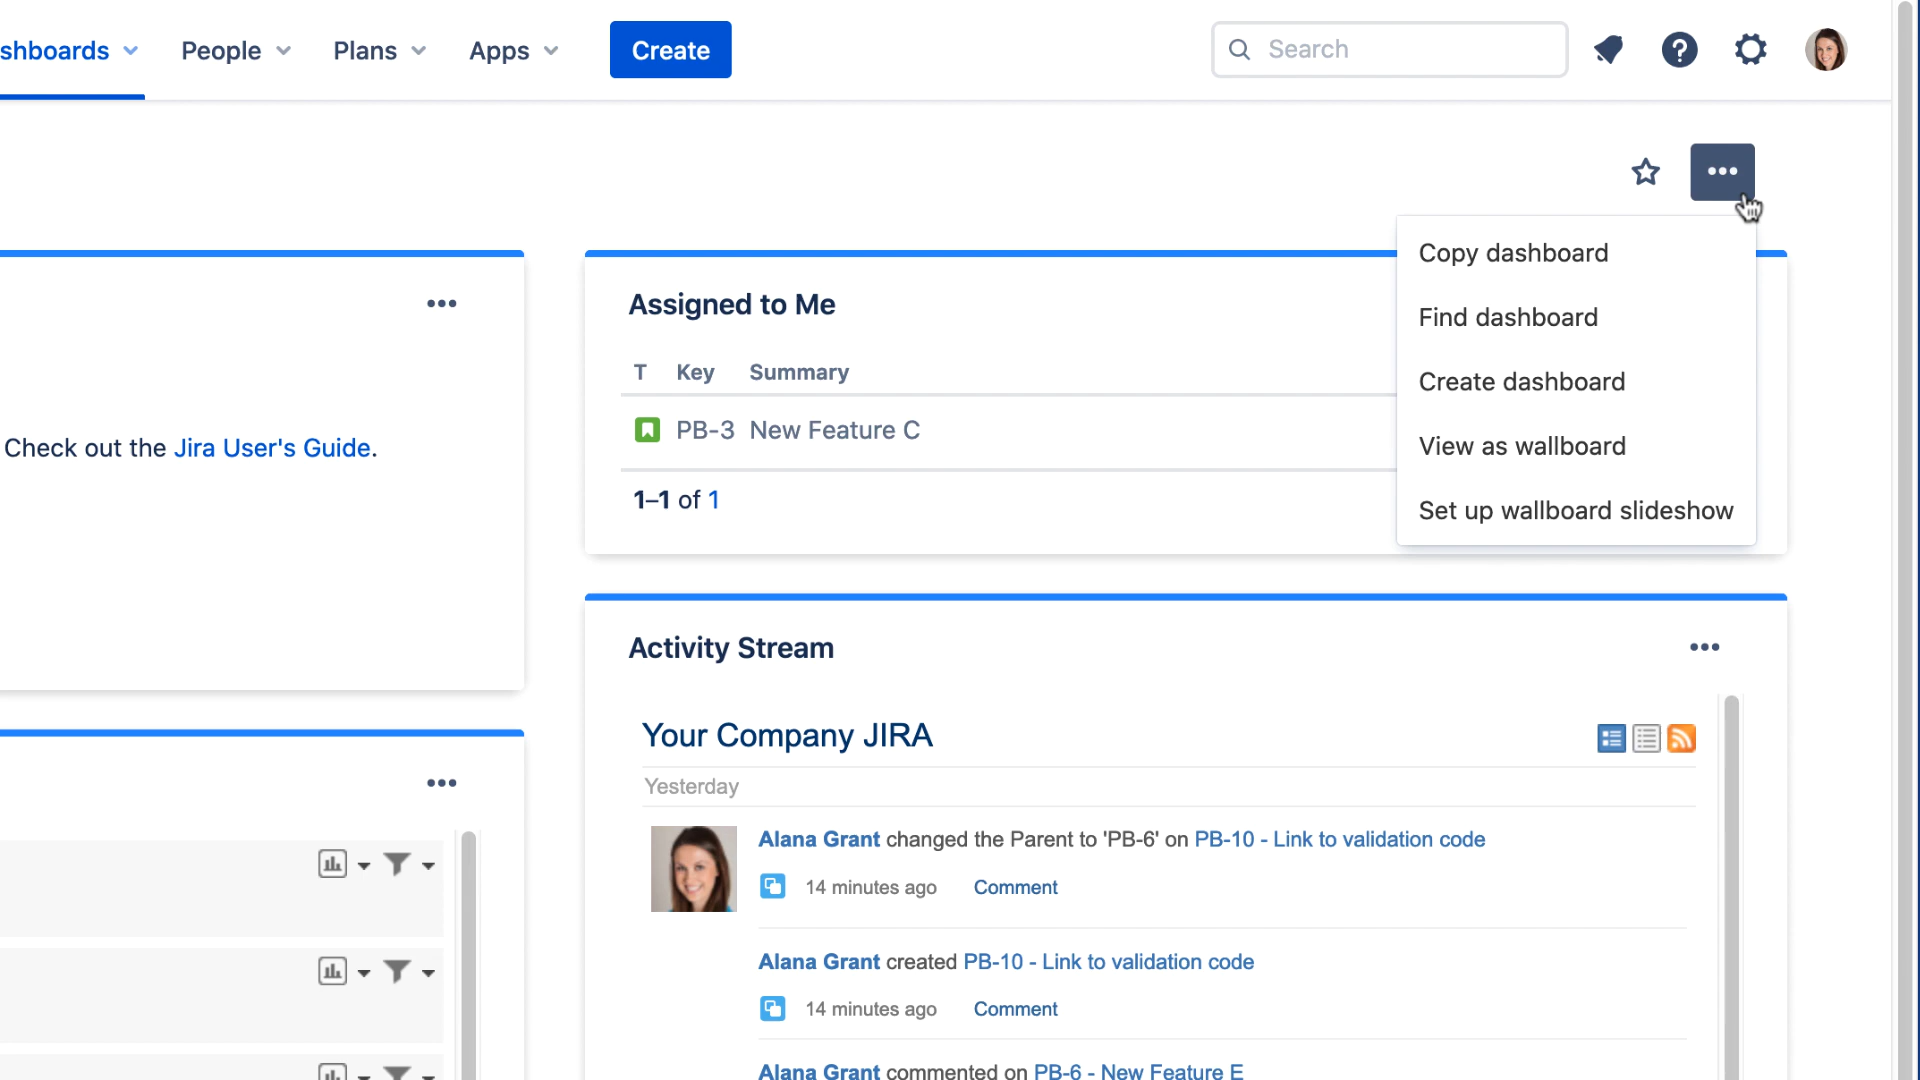 shboards People Plans Apps Create Search
Copy dashboard
Find dashboard
Create dashboard
View as wallboard
Set up wallboard slideshow
Check out the Jira User's Guide.
Assigned to Me
T Key Summary
PB-3 New Feature C
1–1 of 1
Activity Stream
Your Company JIRA
Yesterday
Alana Grant changed the Parent to 'PB-6' on PB-10 - Link to validation code
14 minutes ago Comment
Alana Grant created PB-10 - Link to validation code
14 minutes ago Comment
Alana Grant commented on PB-6 - New Feature E